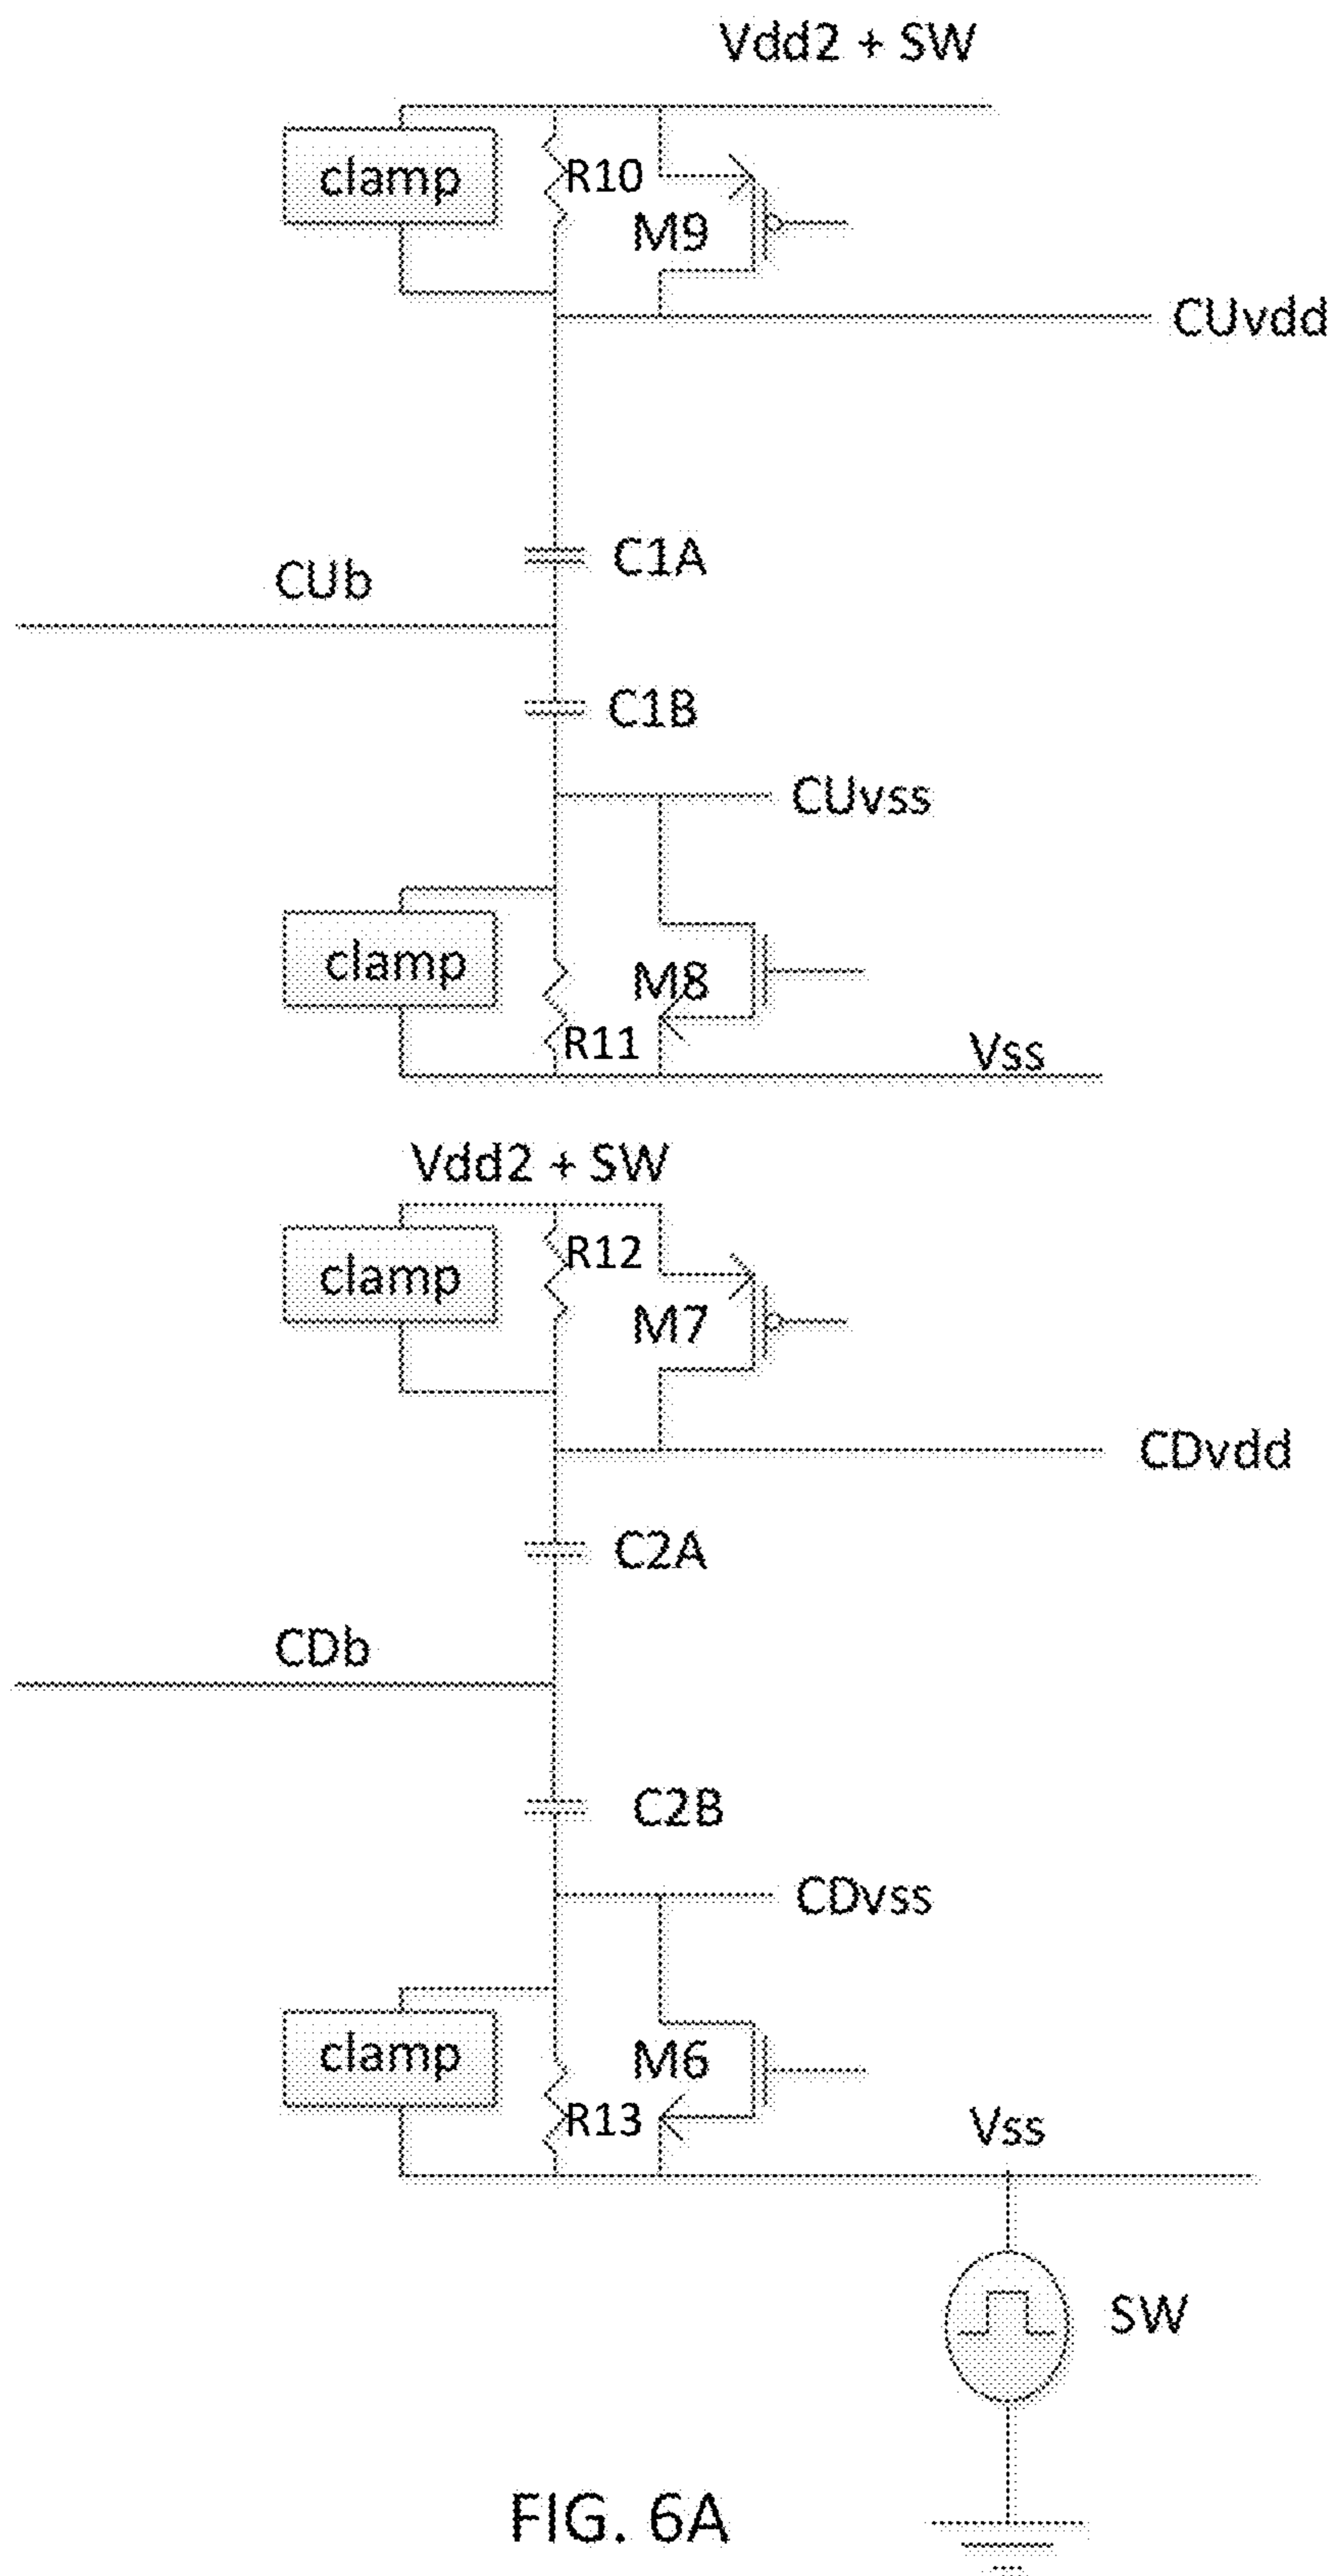 Vdd2 + SW
clamp
R10
M9
CUvdd
C1A
CUb
C1B
CUvss
clamp
M8
R11
Vss
Vdd2 + SW
clamp
R12
M7
CDvdd
C2A
CDb
C2B
CDvss
clamp
M6
R13
Vss
SW
FIG. 6A